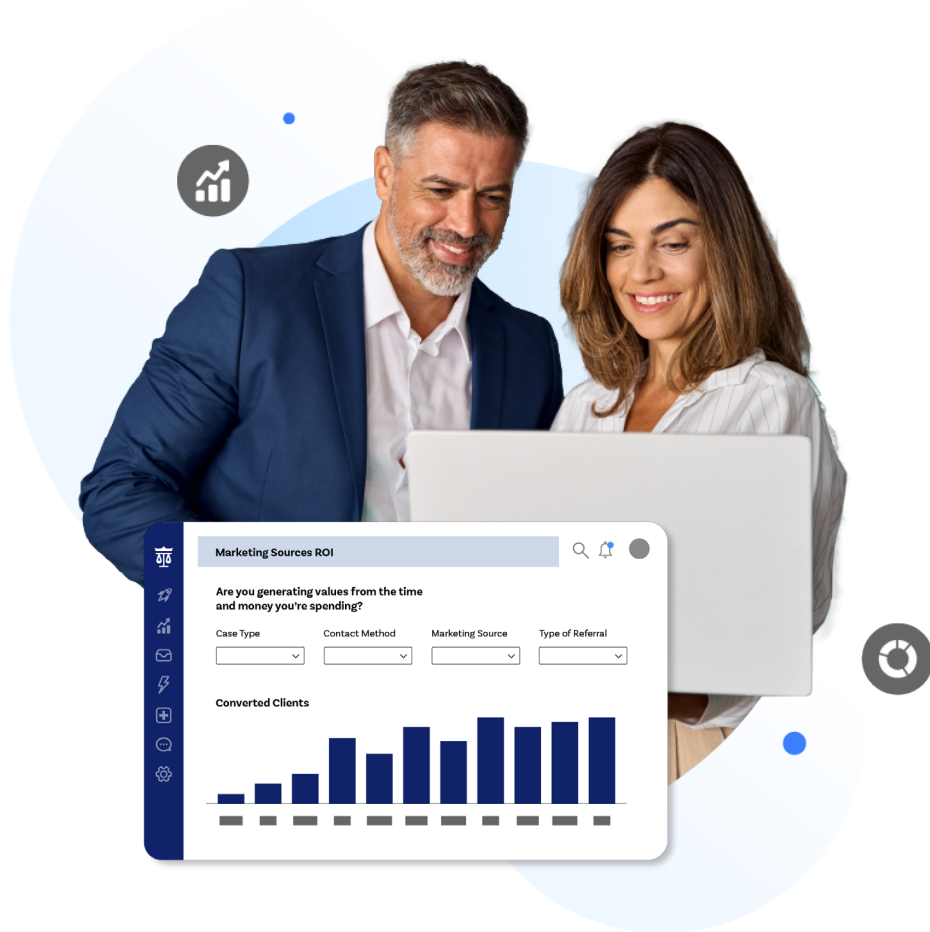 Marketing Sources ROI
Are you generating values from the time
and money you're spending?
Case Type Contact Method Marketing Source Type of Referral
Converted Clients